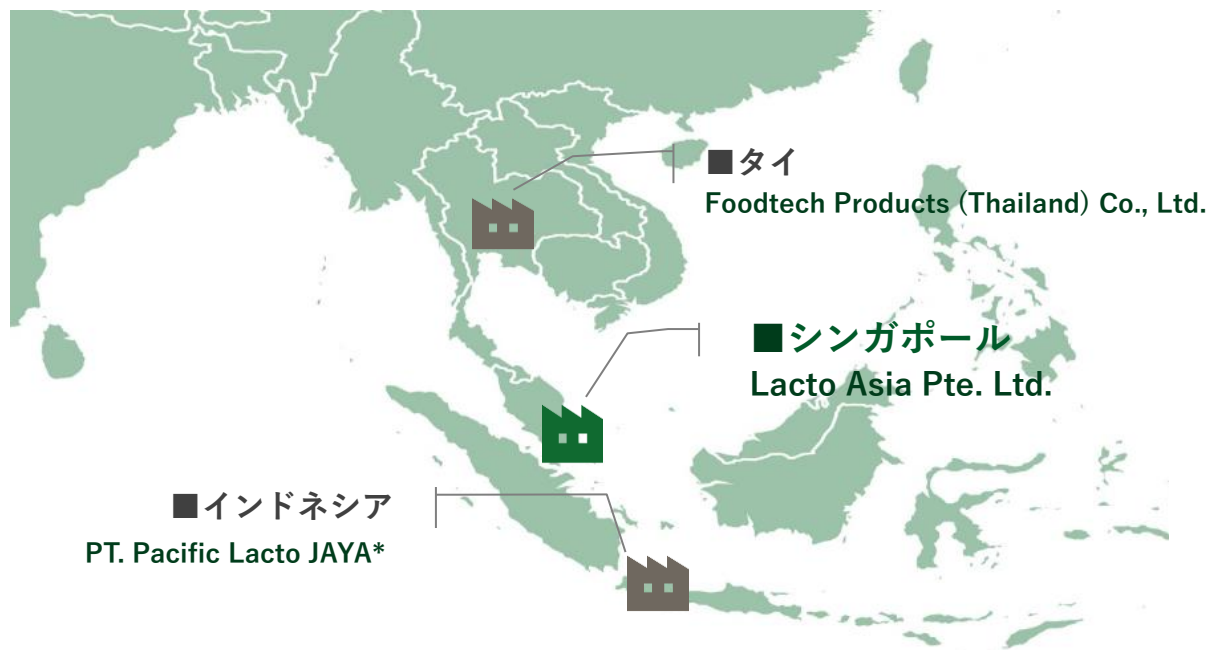 ■タイ
Foodtech Products (Thailand) Co., Ltd.
■シンガポール
Lacto Asia Pte. Ltd.
■インドネシア
PT. Pacific Lacto JAYA*